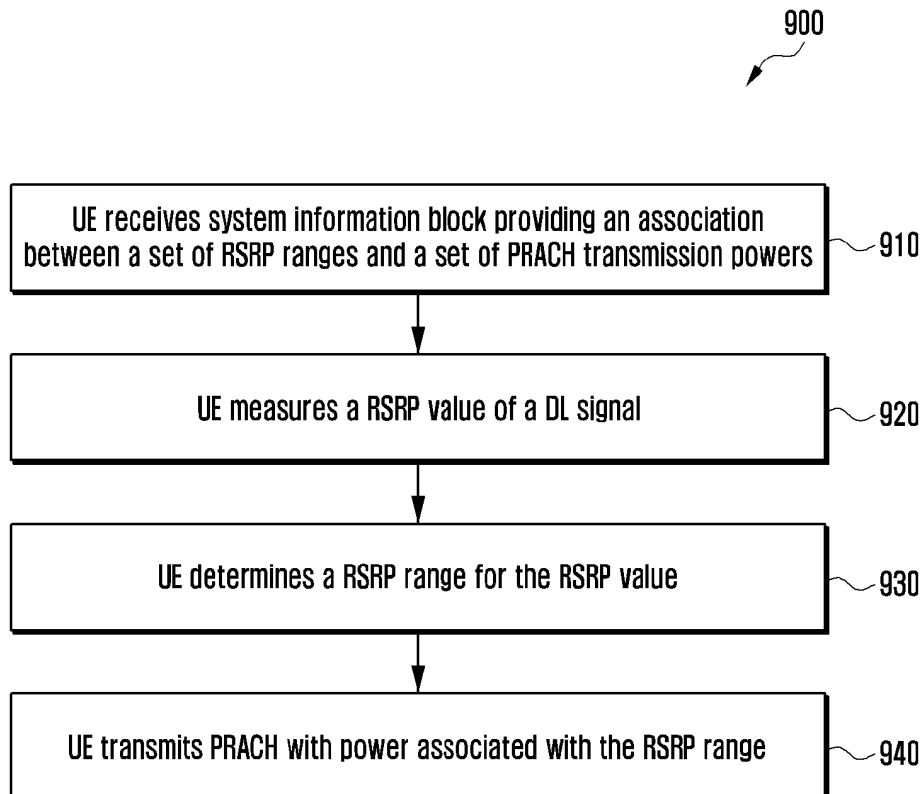 900
UE receives system information block providing an association
between a set of RSRP ranges and a set of PRACH transmission powers
910
UE measures a RSRP value of a DL signal
920
UE determines a RSRP range for the RSRP value
930
UE transmits PRACH with power associated with the RSRP range
940